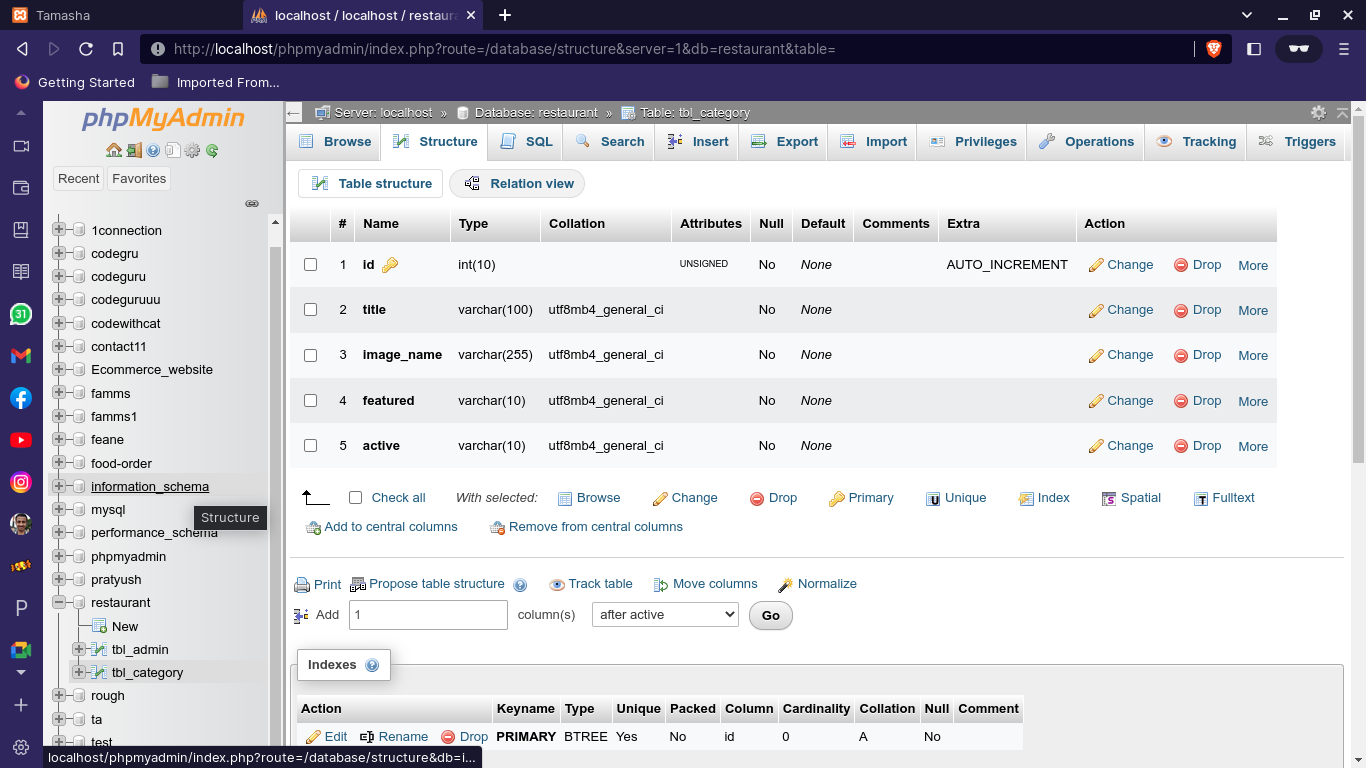 Tamasha
localhost / localhost / restaura
http://localhost/phpmyadmin/index.php?route=/database/structure&server=1&db=restaurant&table=
Getting Started
Imported From...
phpMyAdmin
Recent
Favorites
1connection
codegru
codeguru
codeguruuu
codewithcat
contact11
Ecommerce_website
famms
famms1
feane
food-order
information_schema
mysql
Structure
performance_schema
phpmyadmin
pratyush
restaurant
New
tbl_admin
tbl_category
rough
ta
test
31
P
localhost/phpmyadmin/index.php?route=/database/structure&db=i...
Server: localhost » Database: restaurant » Table: tbl_category
Browse Structure SQL Search Insert Export Import Privileges Operations Tracking Triggers
Table structure Relation view
# Name Type Collation Attributes Null Default Comments Extra Action
1 id int(10) UNSIGNED No None AUTO_INCREMENT Change Drop More
2 title varchar(100) utf8mb4_general_ci No None Change Drop More
3 image_name varchar(255) utf8mb4_general_ci No None Change Drop More
4 featured varchar(10) utf8mb4_general_ci No None Change Drop More
5 active varchar(10) utf8mb4_general_ci No None Change Drop More
Check all With selected: Browse Change Drop Primary Unique Index Spatial Fulltext
Add to central columns Remove from central columns
Print Propose table structure Track table Move columns Normalize
Add 1 column(s) after active Go
Indexes
Action Keyname Type Unique Packed Column Cardinality Collation Null Comment
Edit Rename Drop PRIMARY BTREE Yes No id 0 A No